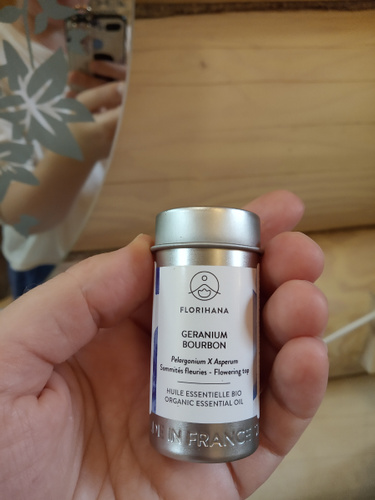 FLORIHANA
GERANIUM
BOURBON
Pelargonium X Asperum
Sommités fleuries - Flowering top
HUILE ESSENTIELLE BIO
ORGANIC ESSENTIAL OIL
IN FRANCE